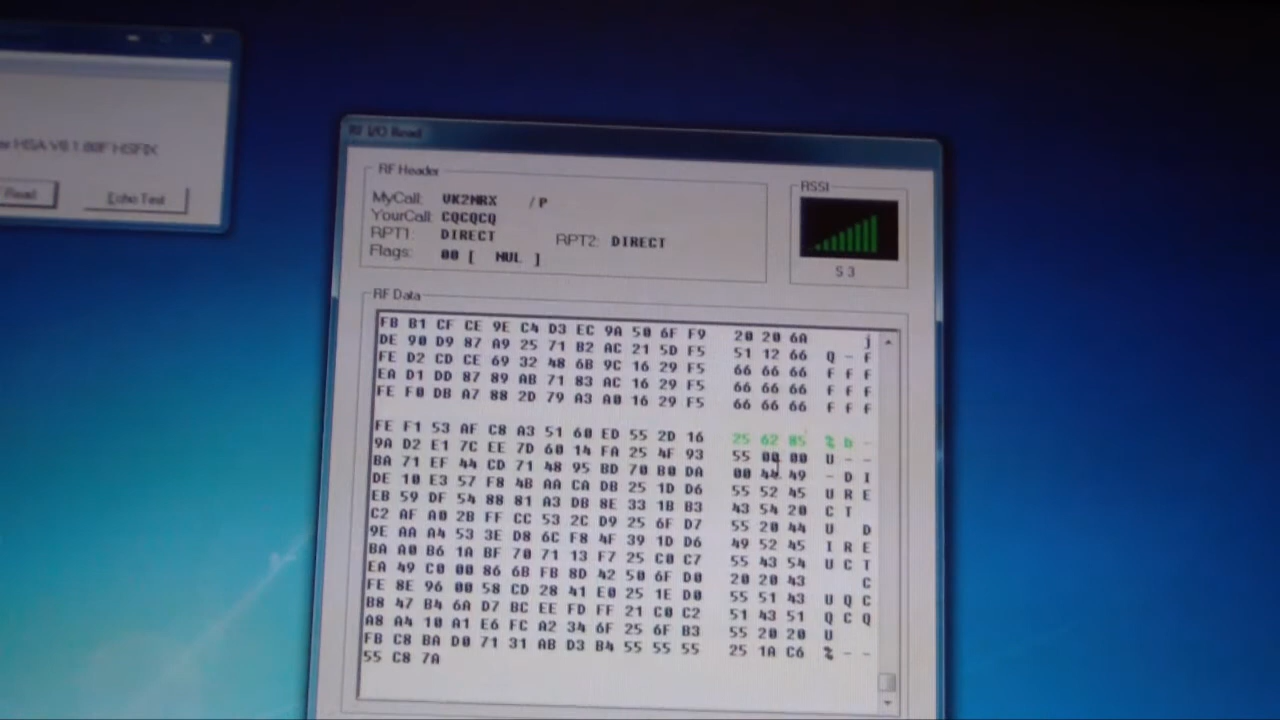 HSA V6 1.00F HSFIX
Read
Echo Test
RF I/O Read
RF Header
MyCall: VK2MRX /P
YourCall: CQCQCQ
RPT1: DIRECT RPT2: DIRECT
Flags: 00 [ NUL ]
RSSI
S 3
RF Data
FB B1 CF CE 9E C4 D3 EC 9A 50 6F F9 20 20 6A j
DE 90 D9 87 A9 25 71 B2 AC 21 5D F5 51 12 66 Q - F
FE D2 CD CE 69 32 48 6B 9C 16 29 F5 66 66 66 F F F
EA D1 DD 87 89 AB 71 83 AC 16 29 F5 66 66 66 F F F
FE F0 DB A7 88 2D 79 A3 A0 16 29 F5 66 66 66 F F F
FE F1 53 AF C8 A3 51 60 ED 55 2D 16 25 62 85 % b -
9A D2 E1 7C EE 7D 60 14 FA 25 4F 93 55 00 00 U - -
BA 71 EF 44 CD 71 48 95 BD 70 B0 DA 00 44 49 - D I
DE 10 E3 57 F8 4B AA CA DB 25 1D D6 55 52 45 U R E
EB 59 DF 54 88 81 A3 DB 8E 33 1B B3 43 54 20 C T
C2 AF A0 2B FF CC 53 2C D9 25 6F D7 55 20 44 U D
9E AA A4 53 3E D8 6C F8 4F 39 1D D6 49 52 45 I R E
BA A0 B6 1A BF 70 71 13 F7 25 C0 C7 55 43 54 U C T
EA 49 C0 00 86 6B FB 8D 42 50 6F D0 20 20 43 C
FE 8E 96 00 58 CD 28 41 E0 25 1E D0 55 51 43 U Q C
B8 47 B4 6A D7 BC EE FD FF 21 C0 C2 51 43 51 Q C Q
A8 A4 10 A1 E6 FC A2 34 6F 25 6F B3 55 20 20 U
FB C8 BA D0 71 31 AB D3 B4 55 55 55 25 1A C6 % - -
55 C8 7A